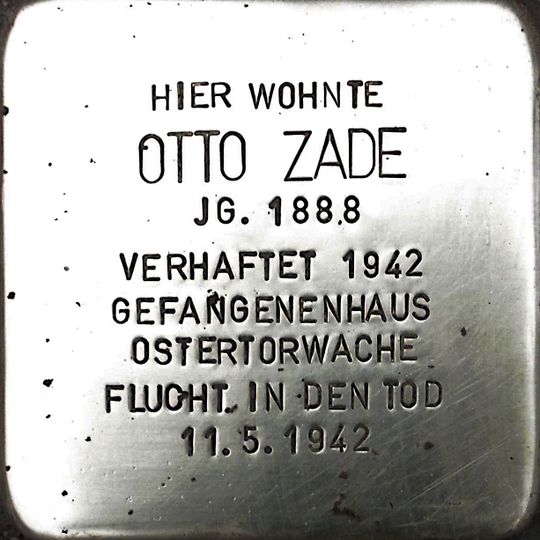 HIER WOHNTE
OTTO ZADE
JG. 1888
VERHAFTET 1942
GEFANGENENHAUS
OSTERTORWACHE
FLUCHT IN DEN TOD
11.5.1942